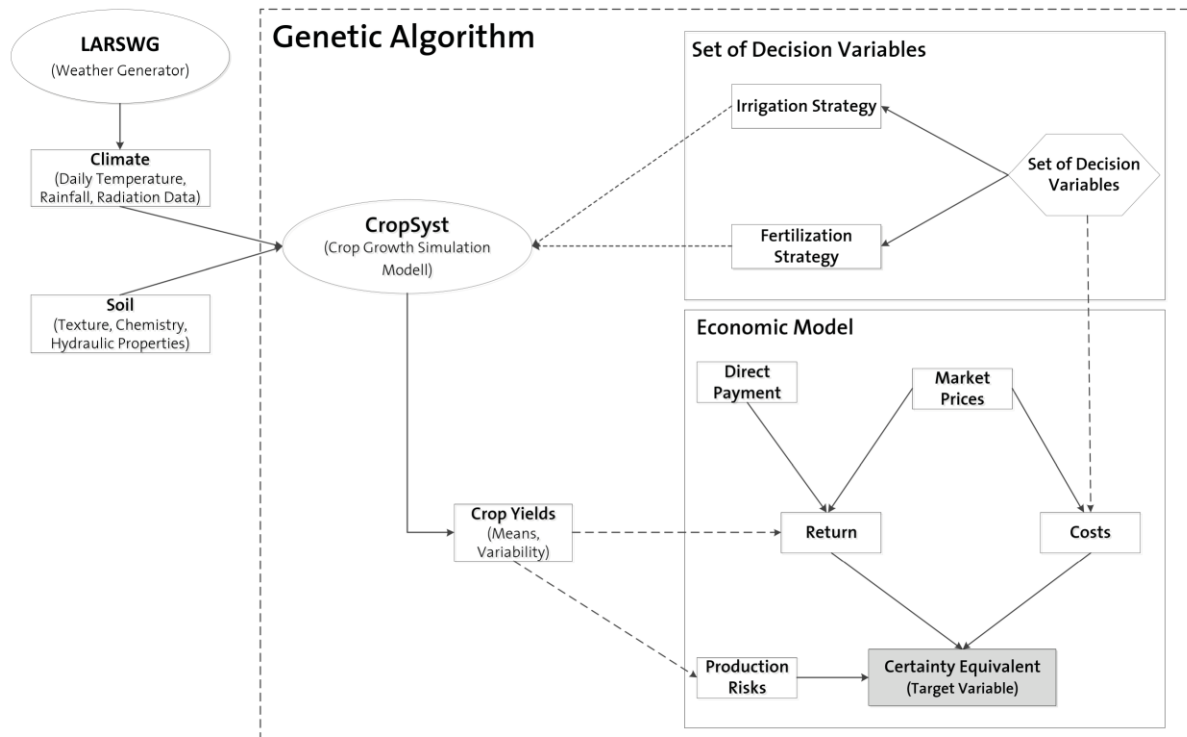 LARSWG
(Weather Generator)
Climate
(Daily Temperature,
Rainfall, Radiation Data)
Soil
(Texture, Chemistry,
Hydraulic Properties)
Genetic Algorithm
CropSyst
(Crop Growth Simulation
Modell)
Crop Yields
(Means,
Variability)
Set of Decision Variables
Irrigation Strategy
Set of Decision
Variables
Fertilization
Strategy
Economic Model
Direct
Payment
Market
Prices
Return
Costs
Production
Risks
Certainty Equivalent
(Target Variable)